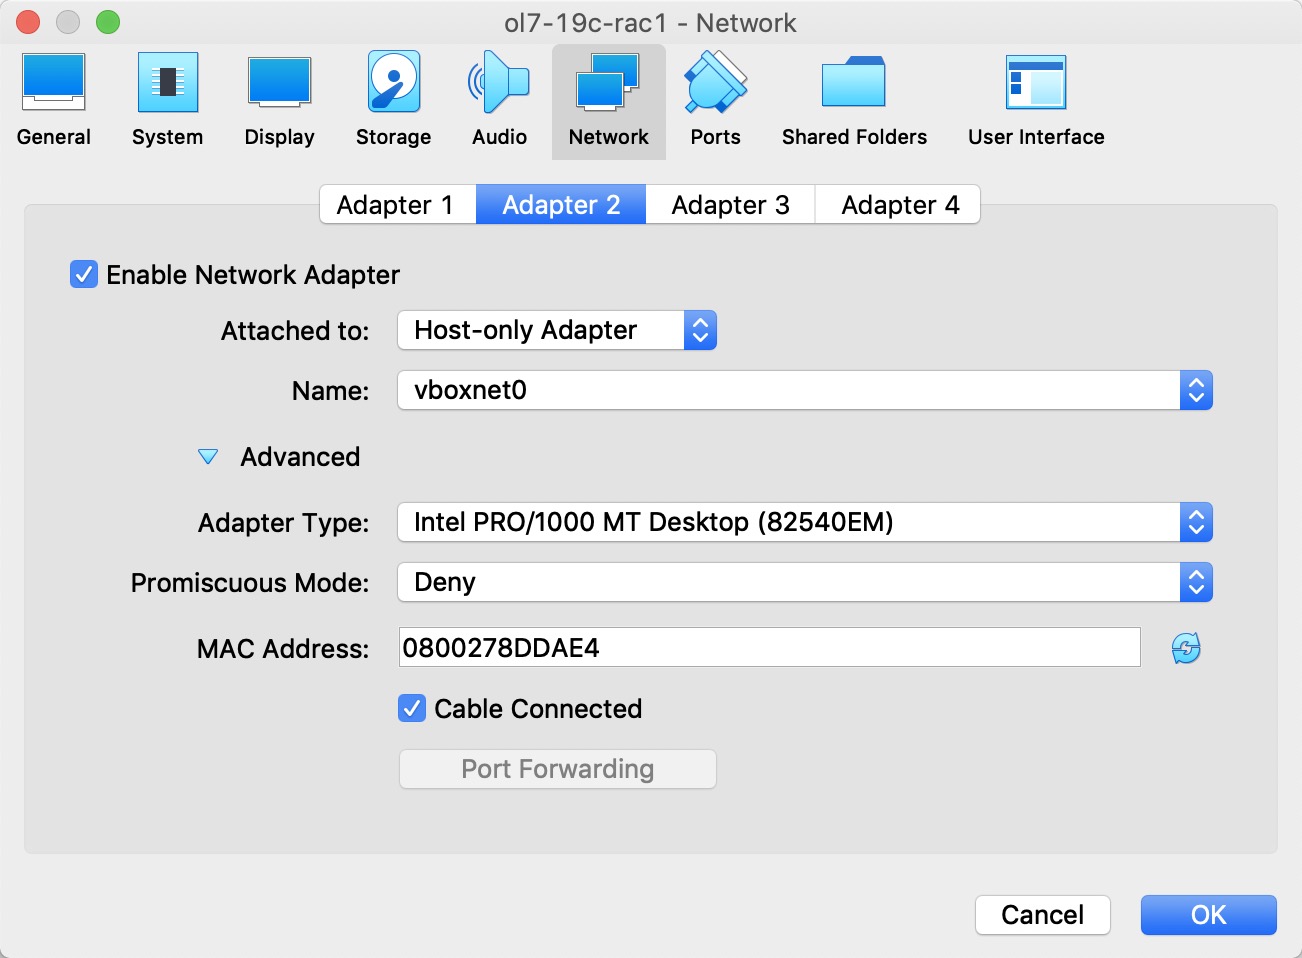 ol7-19c-rac1 - Network
General System Display Storage Audio Network Ports Shared Folders User Interface
Adapter 1 Adapter 2 Adapter 3 Adapter 4
Enable Network Adapter
Attached to: Host-only Adapter
Name: vboxnet0
Advanced
Adapter Type: Intel PRO/1000 MT Desktop (82540EM)
Promiscuous Mode: Deny
MAC Address: 0800278DDAE4
Cable Connected
Port Forwarding
Cancel OK